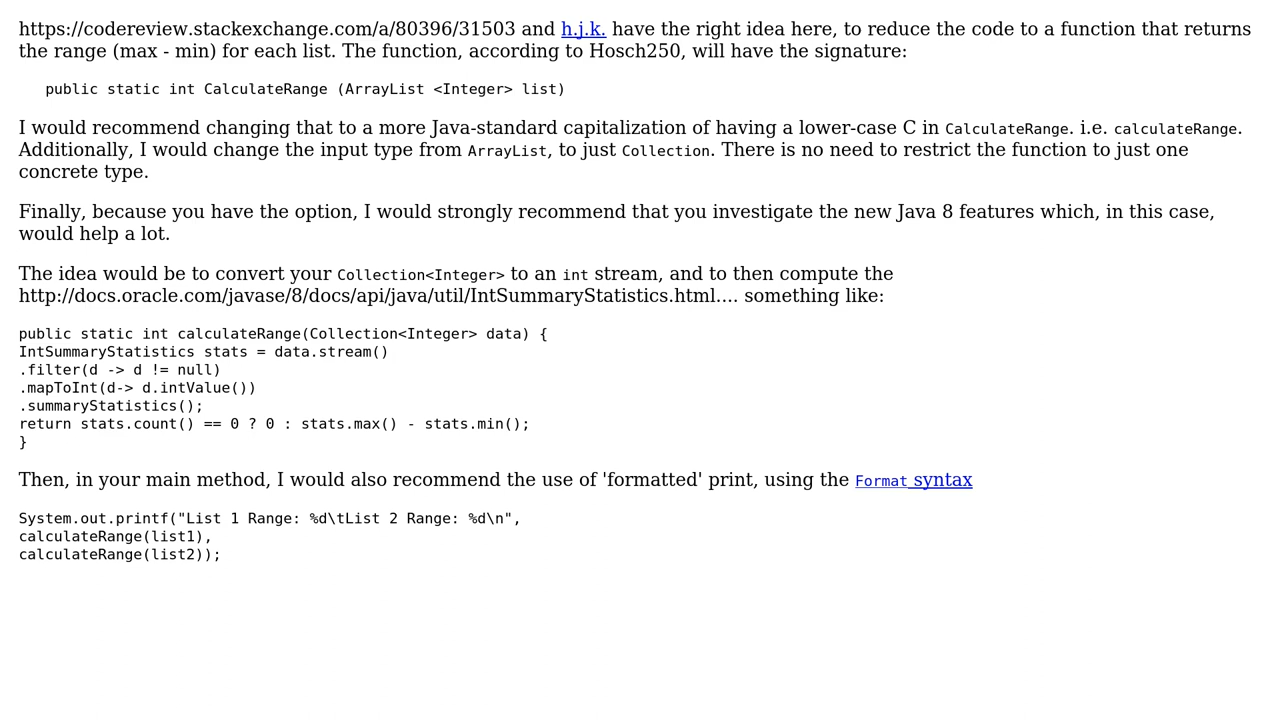 https://codereview.stackexchange.com/a/80396/31503 and h.j.k. have the right idea here, to reduce the code to a function that returns
the range (max - min) for each list. The function, according to Hosch250, will have the signature:
public static int CalculateRange (ArrayList <Integer> list)
I would recommend changing that to a more Java-standard capitalization of having a lower-case C in CalculateRange. i.e. calculateRange.
Additionally, I would change the input type from ArrayList, to just Collection. There is no need to restrict the function to just one
concrete type.
Finally, because you have the option, I would strongly recommend that you investigate the new Java 8 features which, in this case,
would help a lot.
The idea would be to convert your Collection<Integer> to an int stream, and to then compute the
http://docs.oracle.com/javase/8/docs/api/java/util/IntSummaryStatistics.html.... something like:
public static int calculateRange(Collection<Integer> data) {
IntSummaryStatistics stats = data.stream()
.filter(d -> d != null)
.mapToInt(d-> d.intValue())
.summaryStatistics();
return stats.count() == 0 ? 0 : stats.max() - stats.min();
}
Then, in your main method, I would also recommend the use of 'formatted' print, using the Format syntax
System.out.printf("List 1 Range: %d\tList 2 Range: %d\n",
calculateRange(list1),
calculateRange(list2));